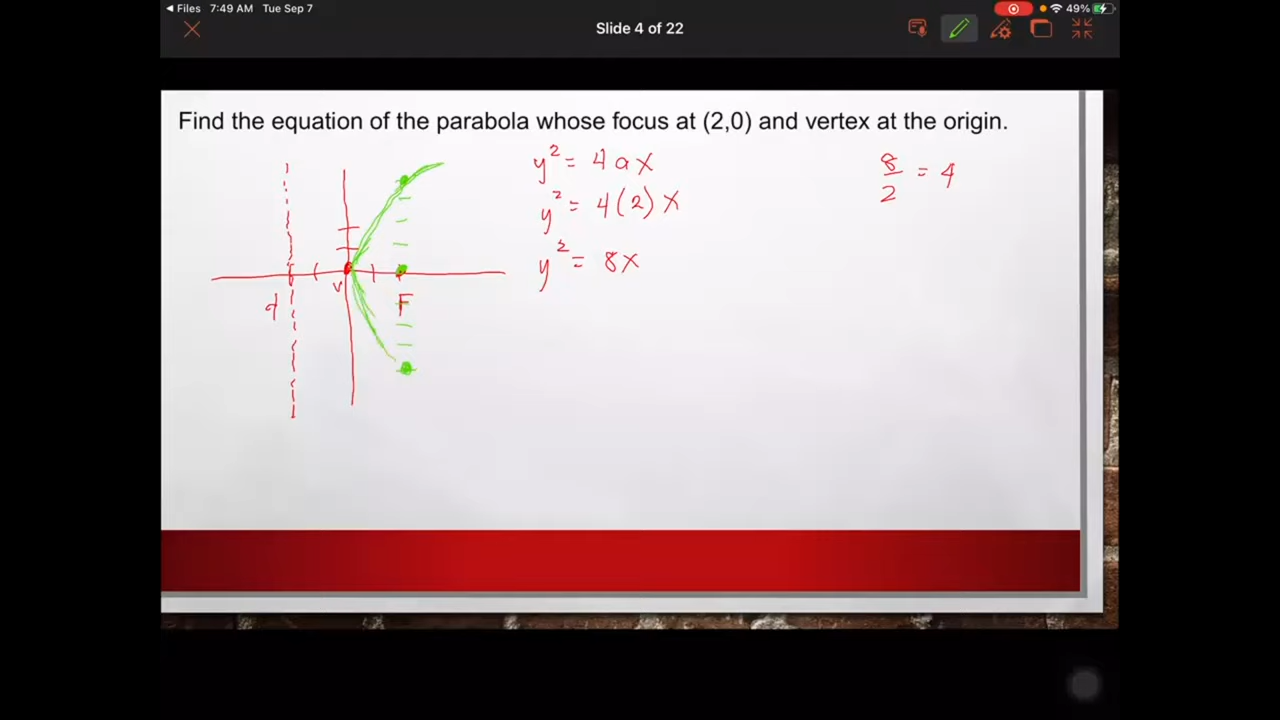 Files 7:49 AM Tue Sep 7 49%
Slide 4 of 22
Find the equation of the parabola whose focus at (2,0) and vertex at the origin.
y² = 4ax
y² = 4(2)x
y² = 8x
8/2 = 4
V
F
d